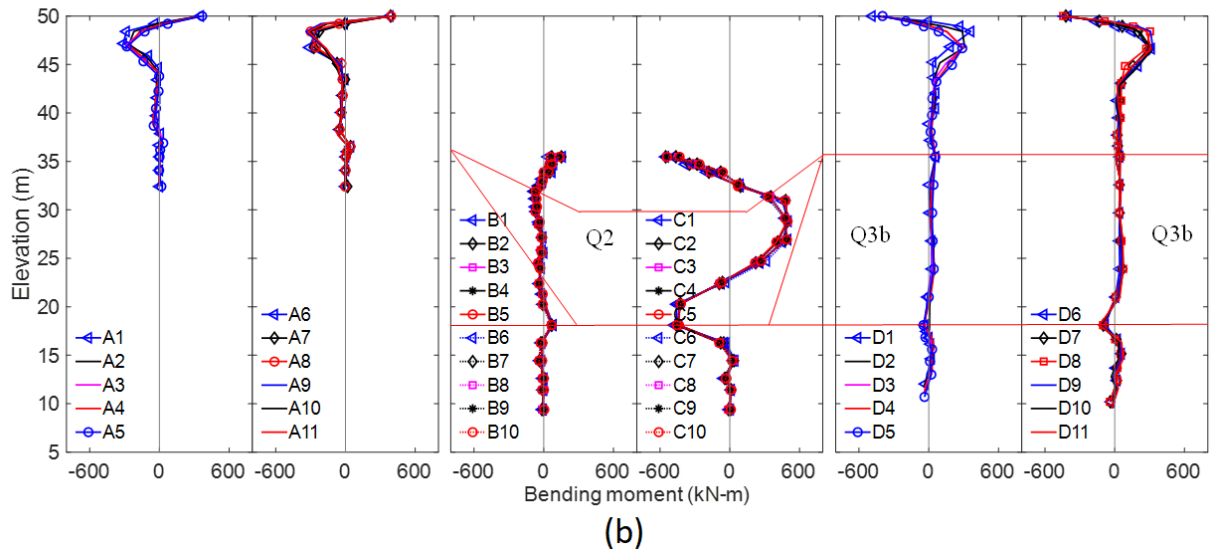 50
45
40
35
30
25
20
15
10
5
Elevation (m)
A1
A2
A3
A4
A5
A6
A7
A8
A9
A10
A11
B1
B2
B3
B4
B5
B6
B7
B8
B9
B10
Q2
C1
C2
C3
C4
C5
C6
C7
C8
C9
C10
Q3b
D1
D2
D3
D4
D5
Q3b
D6
D7
D8
D9
D10
D11
-600 0 600 -600 0 600 -600 0 600 -600 0 600 -600 0 600 -600 0 600
Bending moment (kN-m)
(b)